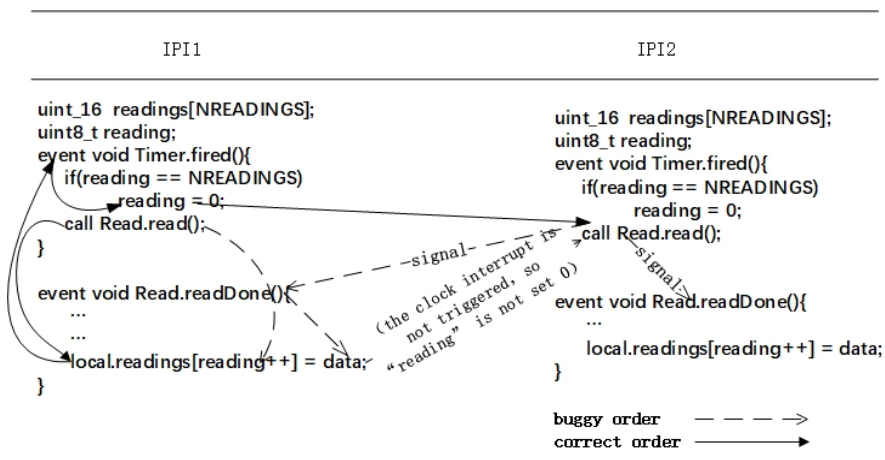 IPI1
IPI2
uint_16 readings[NREADINGS];
uint8_t reading;
event void Timer.fired(){
if(reading == NREADINGS)
reading = 0;
call Read.read();
}
event void Read.readDone(){
...
...
local.readings[reading++] = data;
}
signal
(the clock interrupt is
not triggered, so
“reading” is not set 0)
uint_16 readings[NREADINGS];
uint8_t reading;
event void Timer.fired(){
if(reading == NREADINGS)
reading = 0;
call Read.read();
signal
event void Read.readDone(){
...
local.readings[reading++] = data;
}
buggy order
correct order